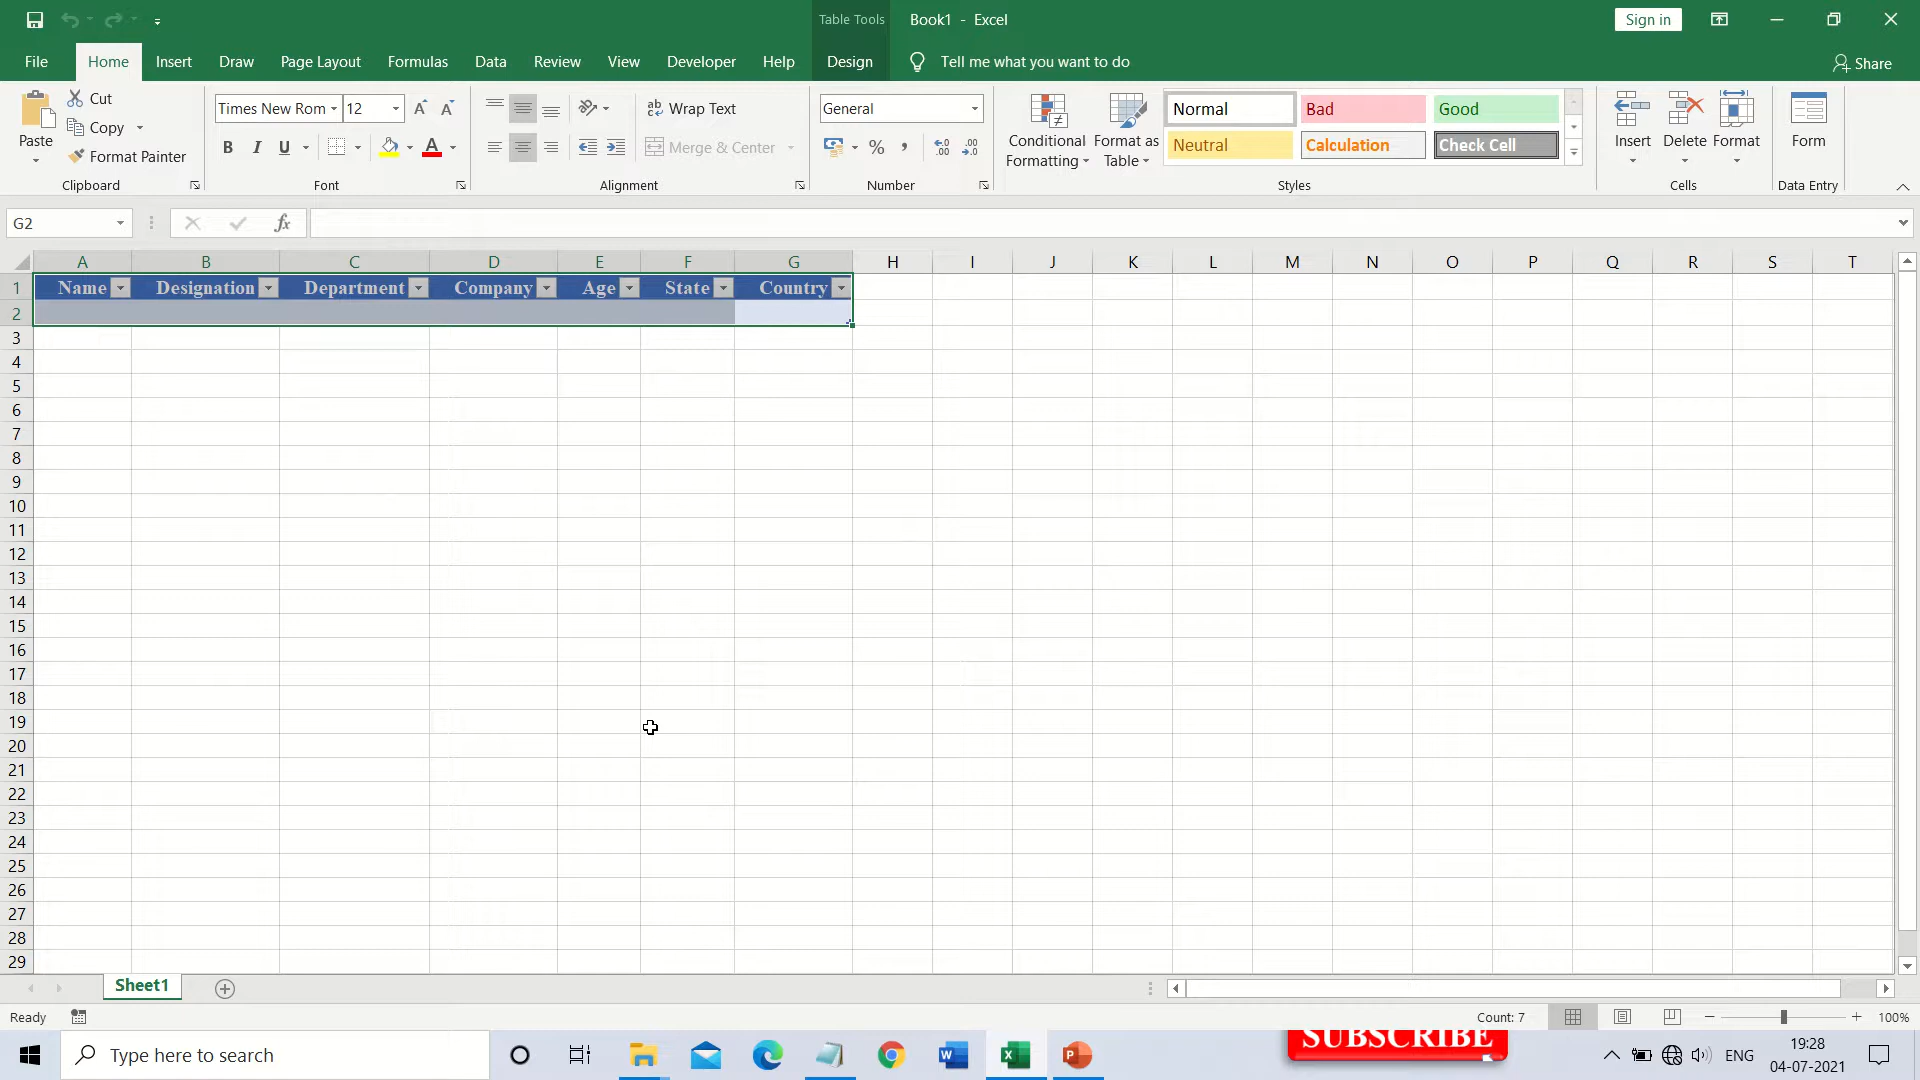 Table Tools
Book1 - Excel
Sign in
File
Home
Insert
Draw
Page Layout
Formulas
Data
Review
View
Developer
Help
Design
Tell me what you want to do
Share
Paste
Cut
Copy
Format Painter
Clipboard
Times New Rom
12
B I U
A
Font
ab
Wrap Text
Merge & Center
Alignment
General
%
Number
Conditional
Formatting
Format as
Table
Normal
Bad
Good
Neutral
Calculation
Check Cell
Styles
Insert
Delete
Format
Cells
Form
Data Entry
G2
fx
A B C D E F G H I J K L M N O P Q R S T
1 Name Designation Department Company Age State Country
2
3
4
5
6
7
8
9
10
11
12
13
14
15
16
17
18
19
20
21
22
23
24
25
26
27
28
29
Sheet1
Ready
Count: 7
100%
Type here to search
SUBSCRIBE
ENG
19:28
04-07-2021